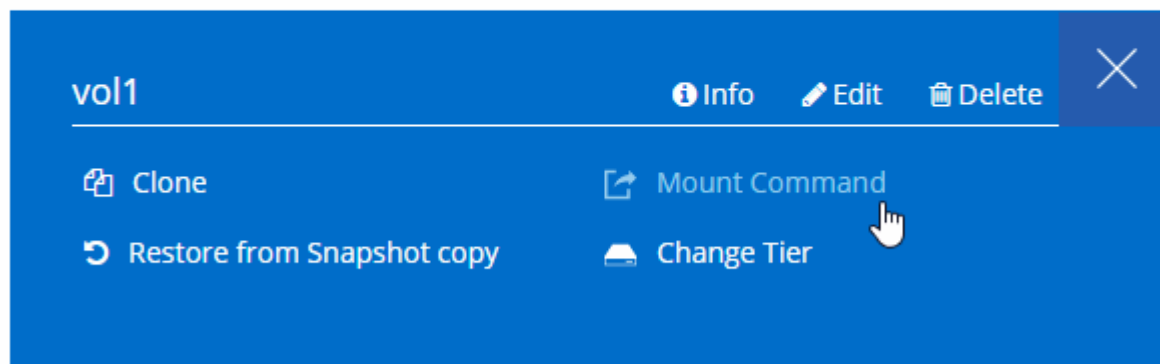 vol1 Info Edit Delete
Clone Mount Command
Restore from Snapshot copy Change Tier